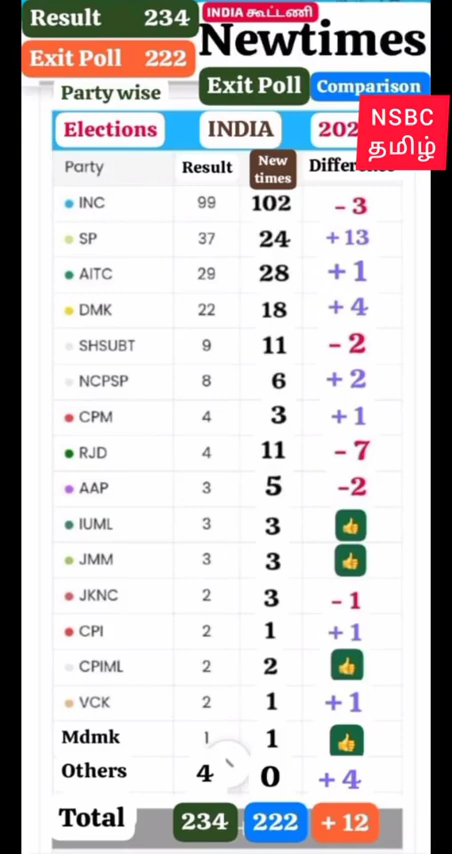 Result 234
INDIA கூட்டணி
Newtimes
Exit Poll 222
Party wise
Exit Poll
Comparison
NSBC
தமிழ்
Elections INDIA 202
Party Result New times
INC 99 102 - 3
SP 37 24 +13
AITC 29 28 +1
DMK 22 18 +4
SHSUBT 9 11 - 2
NCPSP 8 6 +2
CPM 4 3 +1
RJD 4 11 - 7
AAP 3 5 -2
IUML 3 3 👍
JMM 3 3 👍
JKNC 2 3 - 1
CPI 2 1 +1
CPIML 2 2 👍
VCK 2 1 +1
Mdmk 1 1 👍
Others 4 0 +4
Total 234 222 + 12